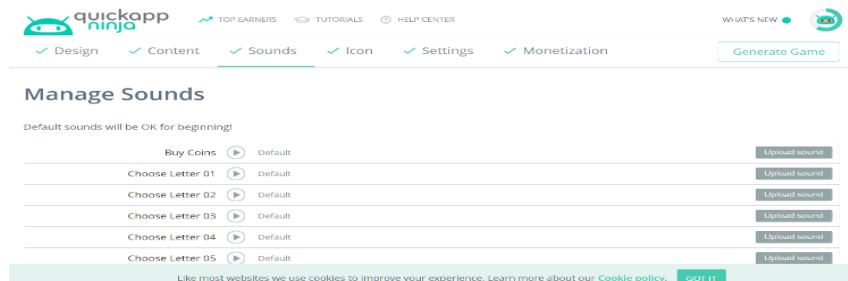 quickapp ninja TOP EARNERS TUTORIALS HELP CENTER WHAT'S NEW
Design Content Sounds Icon Settings Monetization Generate Game
Manage Sounds
Default sounds will be OK for beginning!
Buy Coins Default Upload sound
Choose Letter 01 Default Upload sound
Choose Letter 02 Default Upload sound
Choose Letter 03 Default Upload sound
Choose Letter 04 Default Upload sound
Choose Letter 05 Default Upload sound
Like most websites we use cookies to improve your experience. Learn more about our Cookie policy. GOT IT